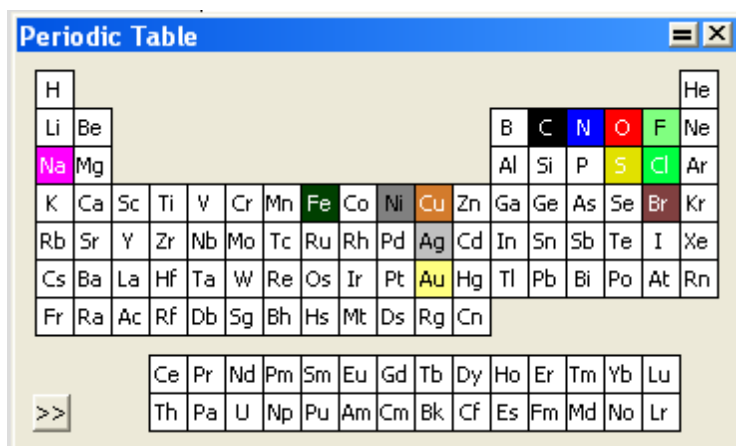 Periodic Table
H He
Li Be B C N O F Ne
Na Mg Al Si P S Cl Ar
K Ca Sc Ti V Cr Mn Fe Co Ni Cu Zn Ga Ge As Se Br Kr
Rb Sr Y Zr Nb Mo Tc Ru Rh Pd Ag Cd In Sn Sb Te I Xe
Cs Ba La Hf Ta W Re Os Ir Pt Au Hg Tl Pb Bi Po At Rn
Fr Ra Ac Rf Db Sg Bh Hs Mt Ds Rg Cn
Ce Pr Nd Pm Sm Eu Gd Tb Dy Ho Er Tm Yb Lu
>> Th Pa U Np Pu Am Cm Bk Cf Es Fm Md No Lr